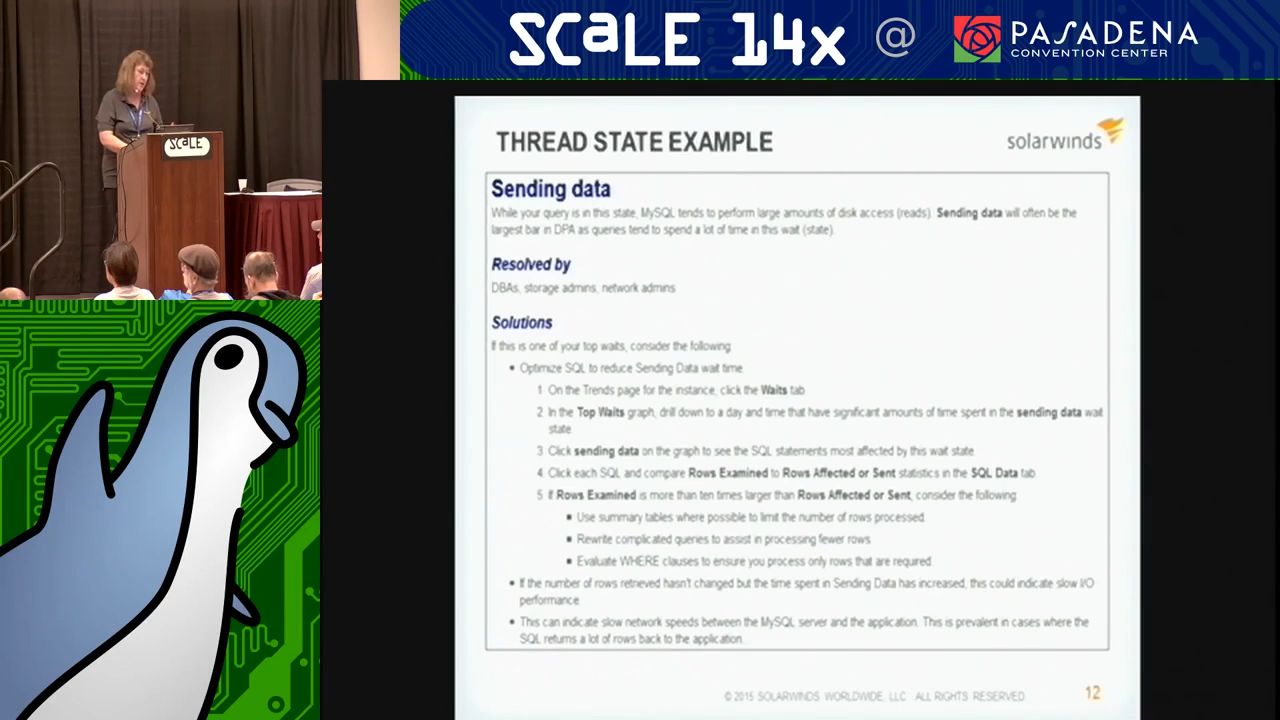 SCaLE 14x @ PASADENA
CONVENTION CENTER
SCaLE
THREAD STATE EXAMPLE
solarwinds
Sending data
While your query is in this state, MySQL tends to perform large amounts of disk access (reads). Sending data will often be the
largest bar in DPA as queries tend to spend a lot of time in this wait (state).
Resolved by
DBAs, storage admins, network admins
Solutions
If this is one of your top waits, consider the following:
• Optimize SQL to reduce Sending Data wait time
1 On the Trends page for the instance, click the Waits tab
2 In the Top Waits graph, drill down to a day and time that have significant amounts of time spent in the sending data wait
state.
3 Click sending data on the graph to see the SQL statements most affected by this wait state
4 Click each SQL and compare Rows Examined to Rows Affected or Sent statistics in the SQL Data tab
5 If Rows Examined is more than ten times larger than Rows Affected or Sent, consider the following:
▪ Use summary tables where possible to limit the number of rows processed.
▪ Rewrite complicated queries to assist in processing fewer rows.
▪ Evaluate WHERE clauses to ensure you process only rows that are required.
• If the number of rows retrieved hasn't changed but the time spent in Sending Data has increased, this could indicate slow I/O
performance.
• This can indicate slow network speeds between the MySQL server and the application. This is prevalent in cases where the
SQL returns a lot of rows back to the application.
© 2015 SOLARWINDS WORLDWIDE, LLC ALL RIGHTS RESERVED.
12